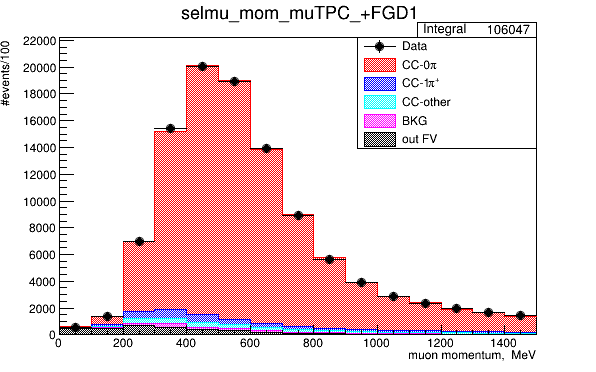 selmu_mom_muTPC_+FGD1
Integral 106047
Data
CC-0π
CC-1π⁺
CC-other
BKG
out FV
#events/100
22000
20000
18000
16000
14000
12000
10000
8000
6000
4000
2000
0
0 200 400 600 800 1000 1200 1400
muon momentum, MeV